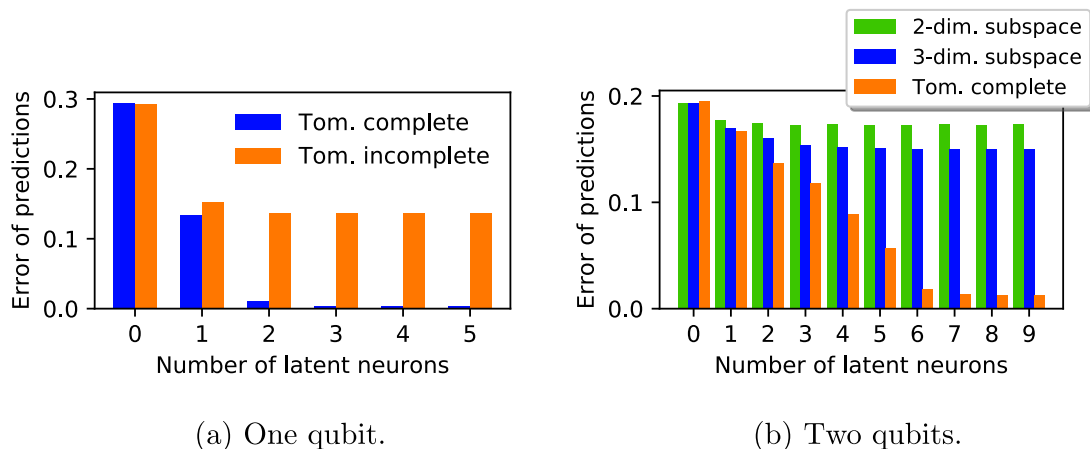 2-dim. subspace
3-dim. subspace
Tom. complete
0.3
0.2
0.1
0.0
Error of predictions
Tom. complete
Tom. incomplete
0 1 2 3 4 5
Number of latent neurons
(a) One qubit.
0.2
0.1
0.0
Error of predictions
0 1 2 3 4 5 6 7 8 9
Number of latent neurons
(b) Two qubits.